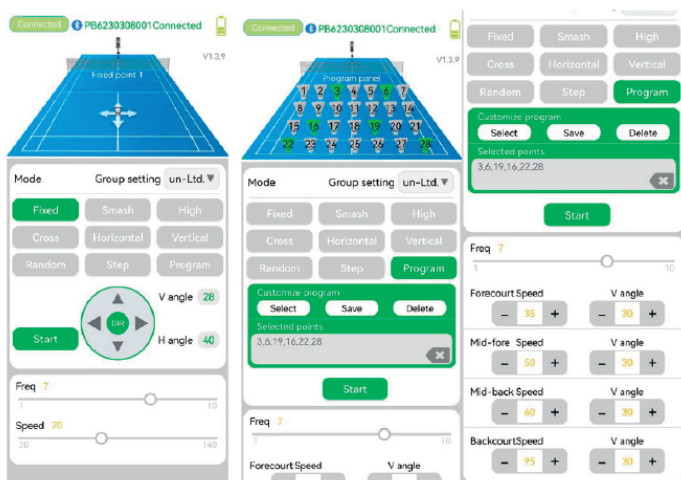 Connected PB6230308001Connected
V1.3.9
Fixed point 1
Mode Group setting un-Ltd.▼
Fixed Smash High
Cross Horizontal Vertical
Random Step Program
V angle 28
DIR
Start
H angle 40
Freq 7
1 10
Speed 70
20 140
Connected PB6230308001Connected
V1.3.9
Program panel
1 2 3 4 5 6 7
8 9 10 11 12 13 14
15 16 17 18 19 20 21
22 23 24 25 26 27 28
Mode Group setting un-Ltd.▼
Fixed Smash High
Cross Horizontal Vertical
Random Step Program
Customize program
Select Save Delete
Selected points
3,6,19,16,22,28
Start
Freq 7
1 10
Forecourt Speed V angle
Fixed Smash High
Cross Horizontal Vertical
Random Step Program
Customize program
Select Save Delete
Selected points
3,6,19,16,22,28
Start
Freq 7
1 10
Forecourt Speed V angle
- 35 + - 30 +
Mid-fore Speed V angle
- 50 + - 30 +
Mid-back Speed V angle
- 60 + - 30 +
BackcourtSpeed V angle
- 95 + - 30 +